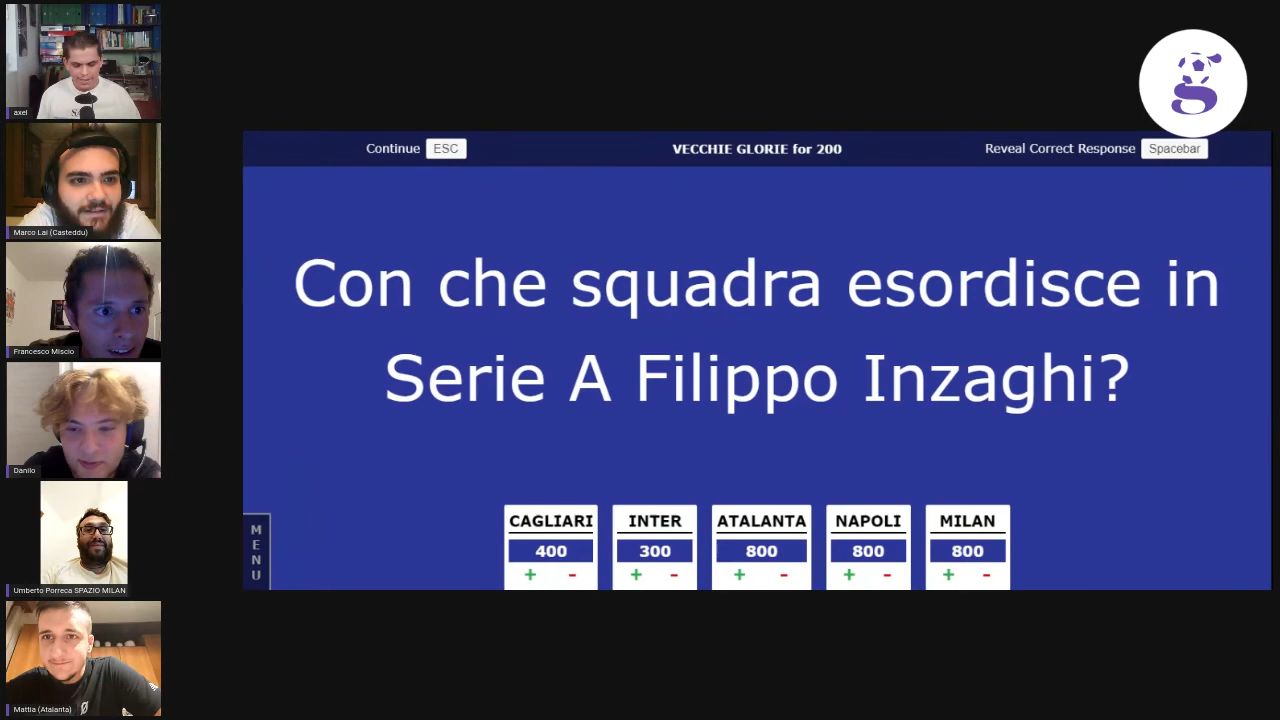 axel
Marco Lai (Casteddu)
Francesco Miscio
Danilo
Umberto Porreca SPAZIO MILAN
Mattia (Atalanta)
g
Continue ESC
VECCHIE GLORIE for 200
Reveal Correct Response Spacebar
Con che squadra esordisce in
Serie A Filippo Inzaghi?
MENU
CAGLIARI INTER ATALANTA NAPOLI MILAN
400 300 800 800 800
+ - + - + - + - + -